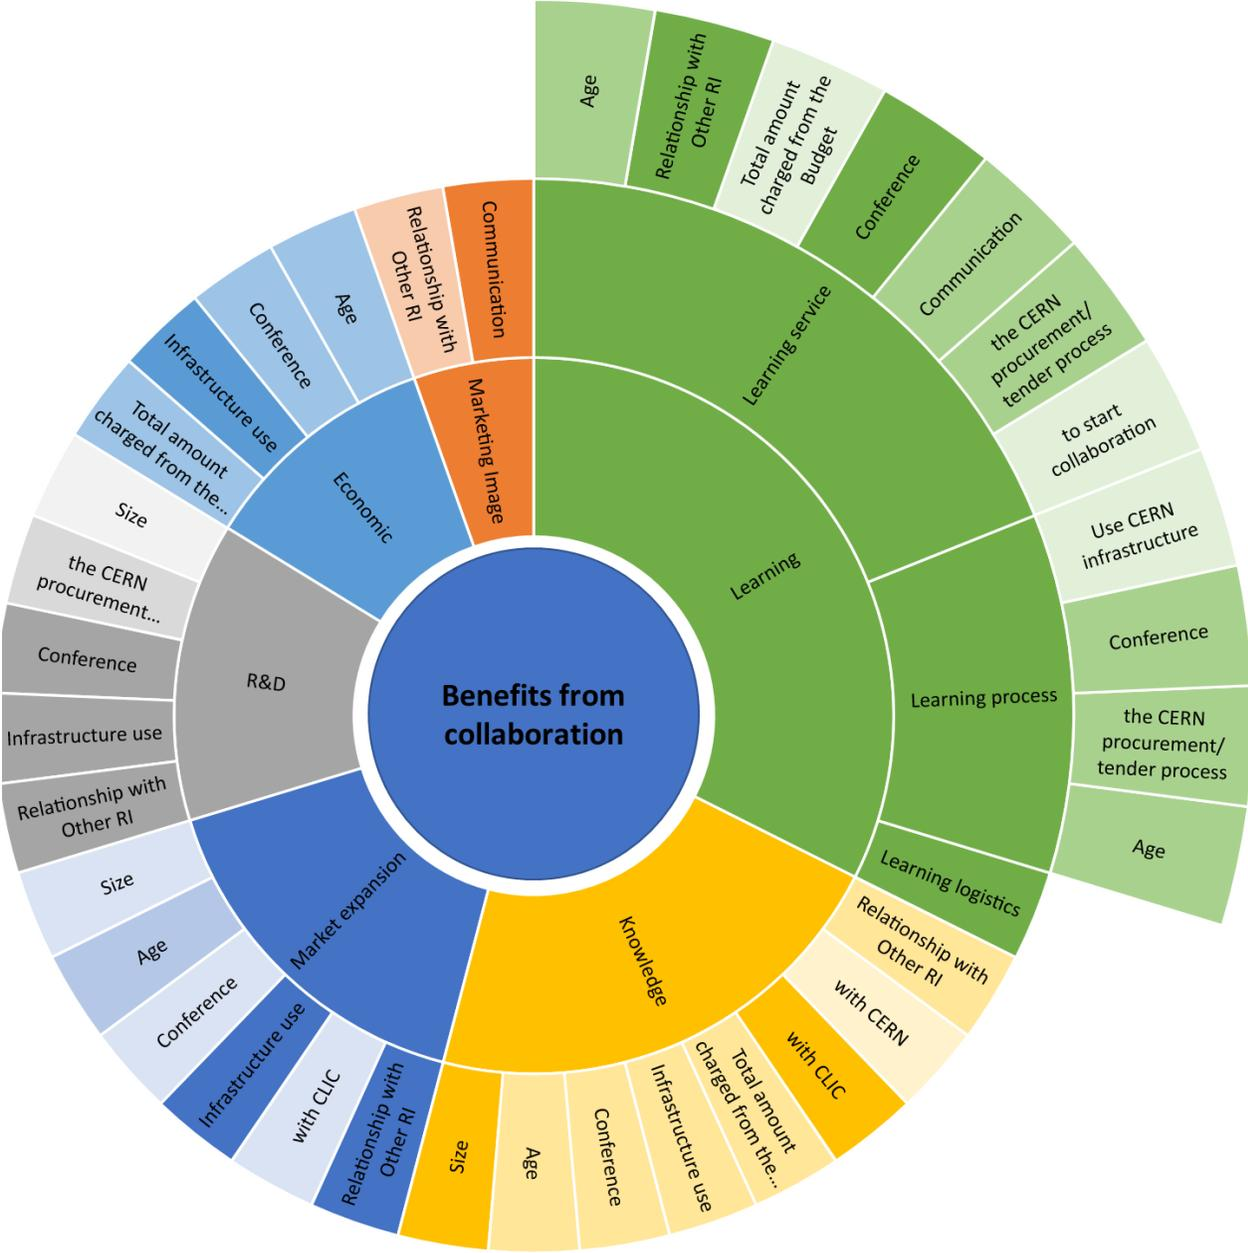 Benefits from
collaboration
Learning
Learning service
Age
Relationship with
Other RI
Total amount
charged from the
Budget
Conference
Communication
the CERN
procurement/
tender process
to start
collaboration
Learning process
Use CERN
infrastructure
Conference
the CERN
procurement/
tender process
Age
Learning logistics
Knowledge
Relationship with
Other RI
with CERN
with CLIC
Total amount
charged from the...
Infrastructure use
Conference
Age
Size
Market expansion
Relationship with
Other RI
with CLIC
Infrastructure use
Conference
Age
Size
R&D
Relationship with
Other RI
Infrastructure use
Conference
the CERN
procurement...
Size
Economic
Total amount
charged from the...
Infrastructure use
Conference
Age
Marketing Image
Relationship with
Other RI
Communication